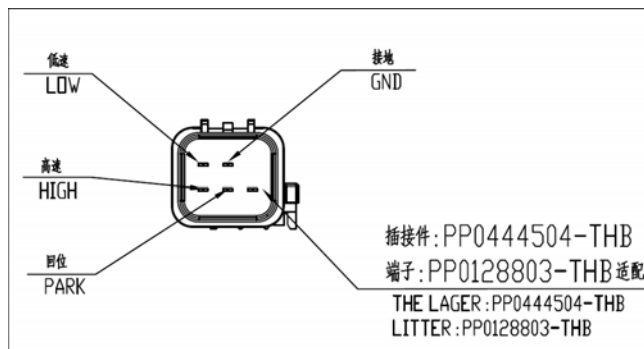 低速
LOW
接地
GND
高速
HIGH
回位
PARK
插接件:PP0444504-THB
端子:PP0128803-THB适配
THE LAGER:PP0444504-THB
LITTER:PP0128803-THB